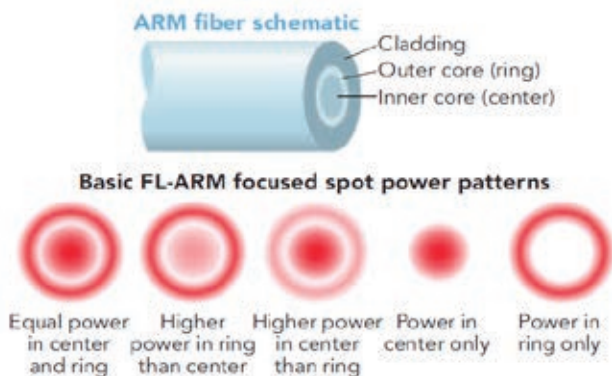 ARM fiber schematic
Cladding
Outer core (ring)
Inner core (center)
Basic FL-ARM focused spot power patterns
Equal power
in center
and ring
Higher
power in ring
than center
Higher power
in center
than ring
Power in
center only
Power in
ring only